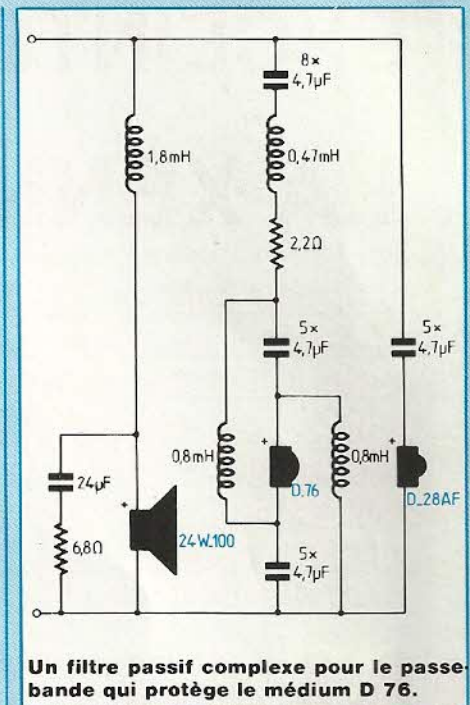 8×
4,7µF
1,8mH
0,47mH
2,2Ω
5×
4,7µF
5×
4,7µF
0,8mH
+
D.76
0,8mH
+
D_28AF
24µF
6,8Ω
+
24W.100
5×
4,7µF
Un filtre passif complexe pour le passe-
bande qui protège le médium D 76.